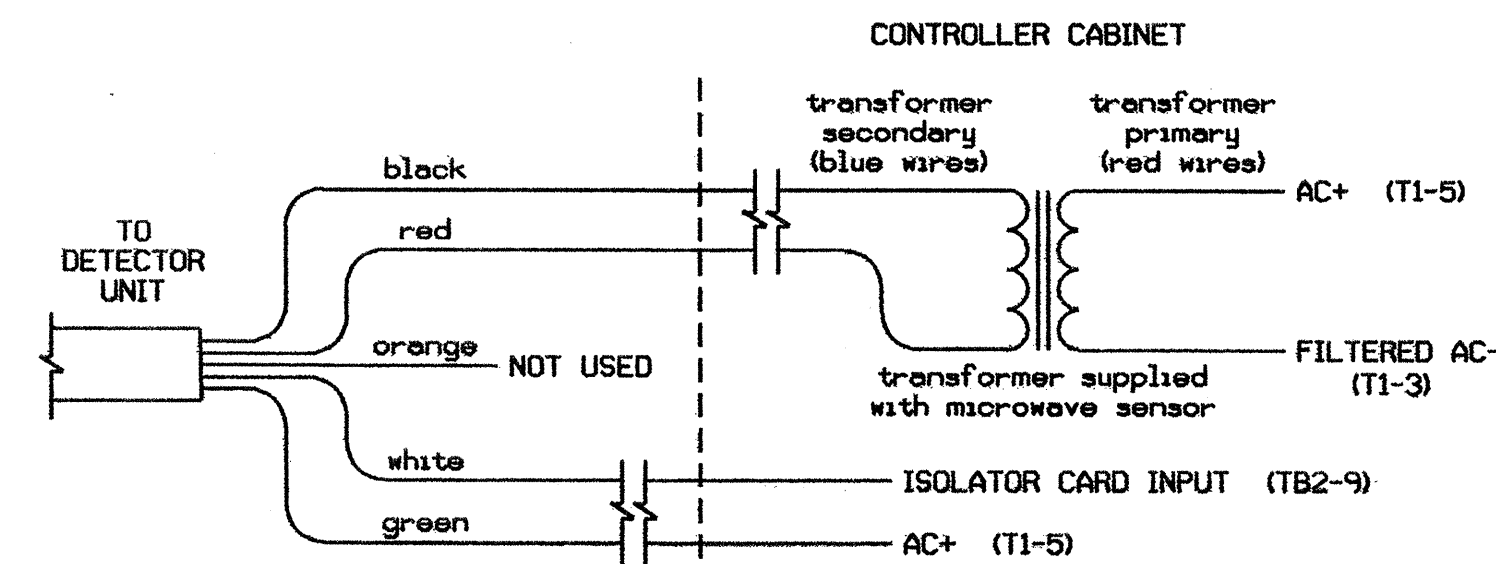 CONTROLLER CABINET
transformer
secondary
(blue wires)
transformer
primary
(red wires)
black
AC+ (T1-5)
red
TO
DETECTOR
UNIT
orange
NOT USED
FILTERED AC-
(T1-3)
transformer supplied
with microwave sensor
white
ISOLATOR CARD INPUT (TB2-9)
green
AC+ (T1-5)